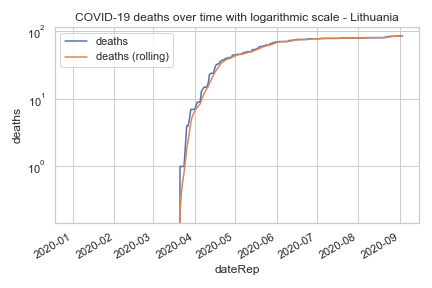 COVID-19 deaths over time with logarithmic scale - Lithuania
deaths
deaths (rolling)
10²
10¹
10⁰
deaths
2020-01
2020-02
2020-03
2020-04
2020-05
2020-06
2020-07
2020-08
2020-09
dateRep